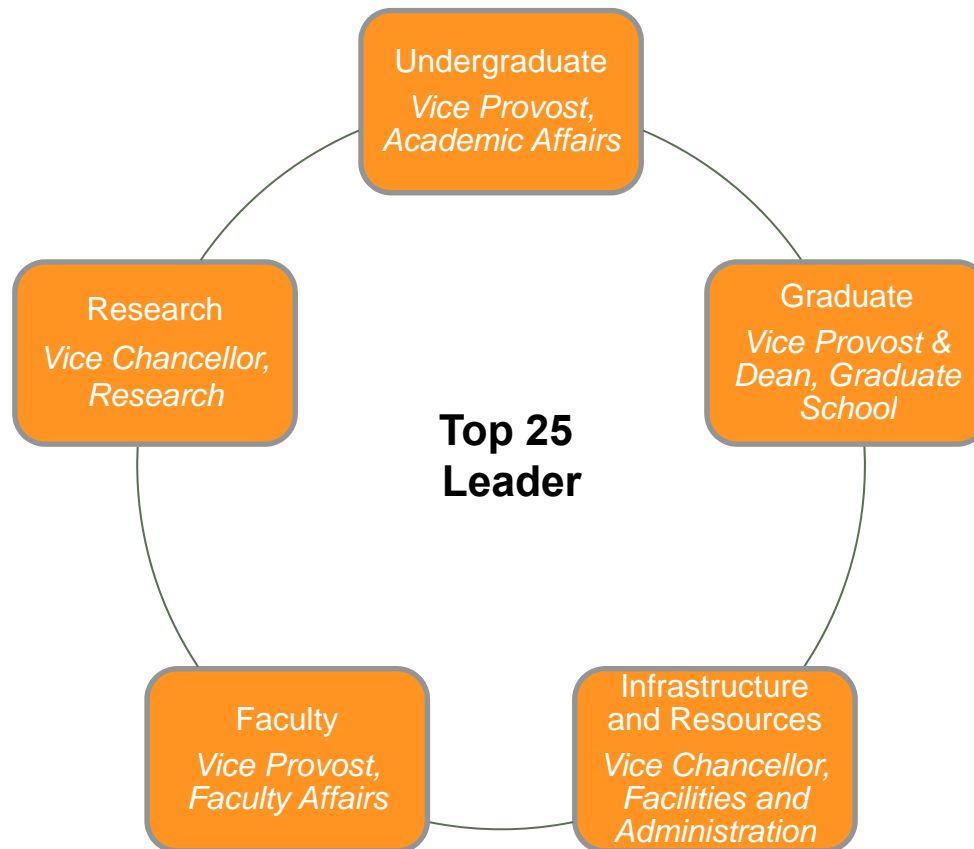 Undergraduate
Vice Provost,
Academic Affairs
Graduate
Vice Provost &
Dean, Graduate
School
Infrastructure
and Resources
Vice Chancellor,
Facilities and
Administration
Faculty
Vice Provost,
Faculty Affairs
Research
Vice Chancellor,
Research
Top 25
Leader